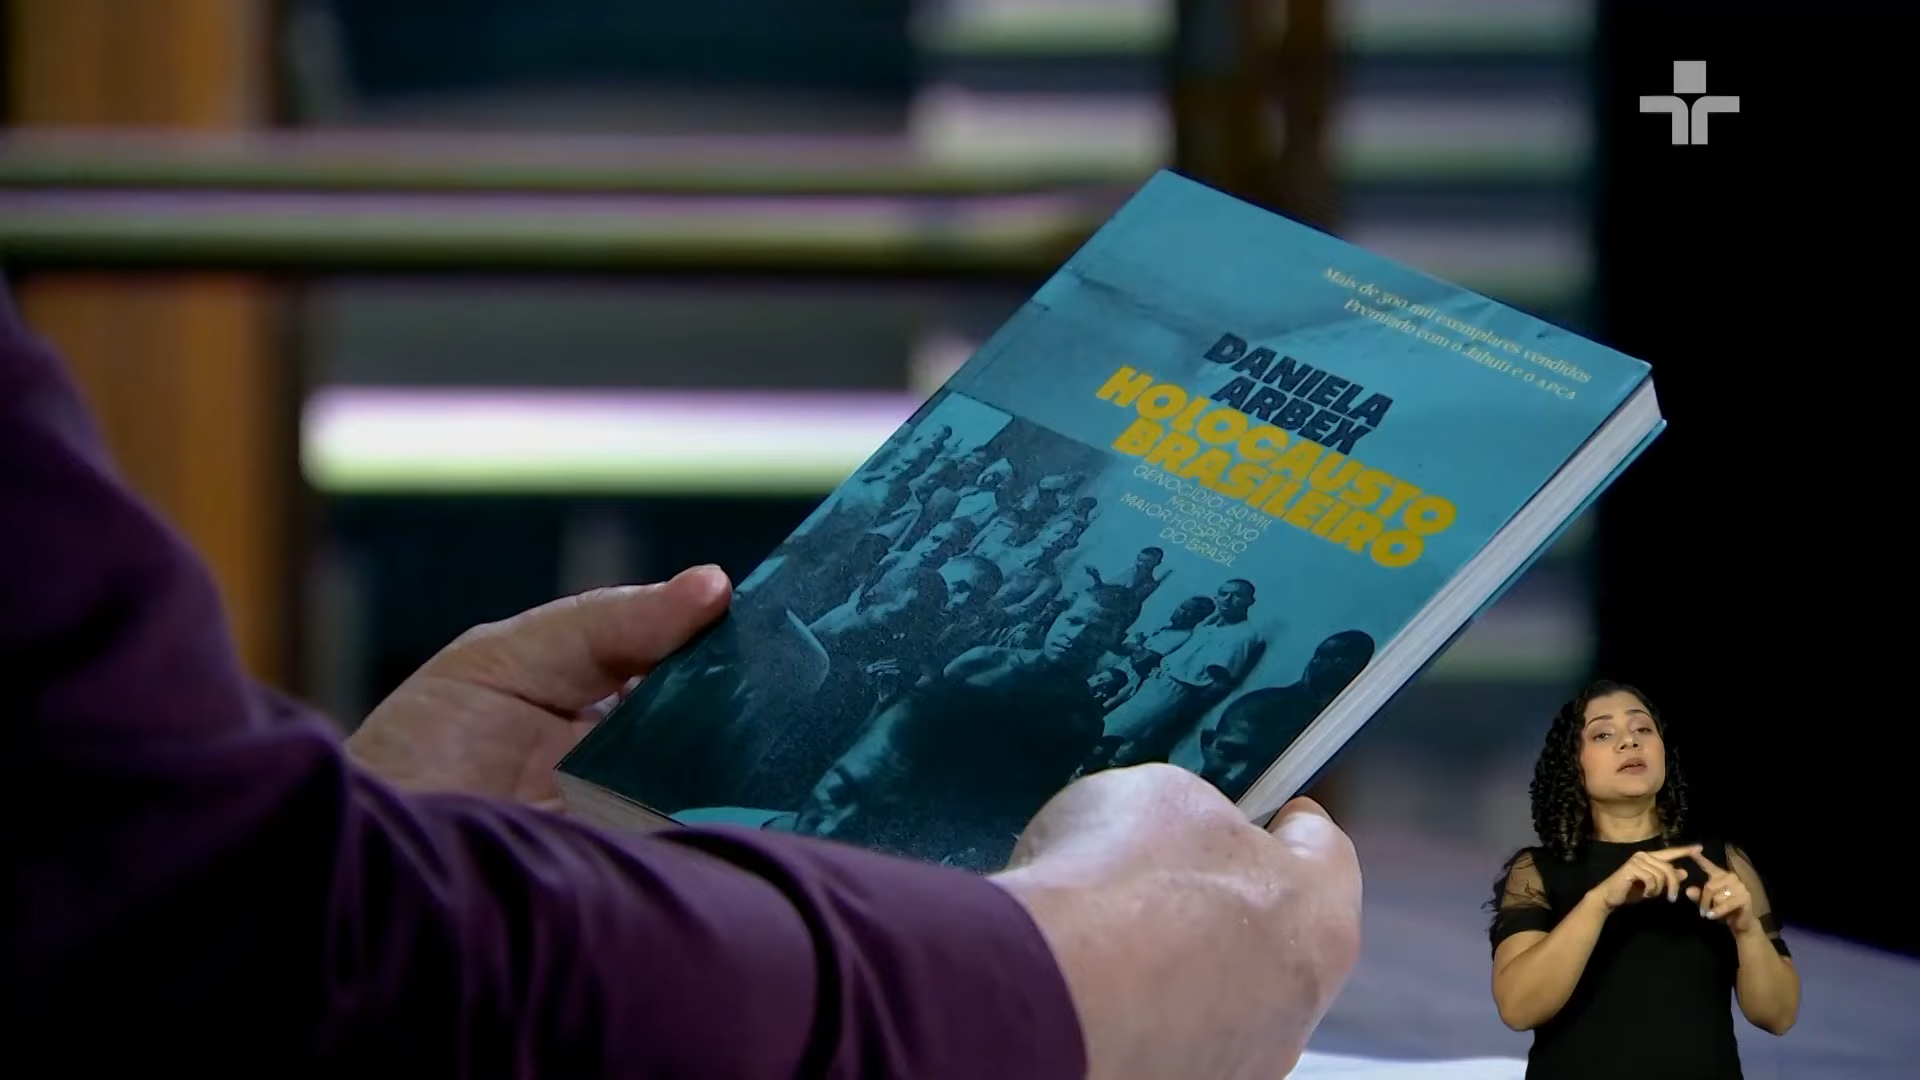 Mais de 300 mil exemplares vendidos
Premiado com o Jabuti e o APCA
DANIELA
ARBEX
HOLOCAUSTO
BRASILEIRO
GENOCÍDIO: 60 MIL
MORTOS NO
MAIOR HOSPÍCIO
DO BRASIL